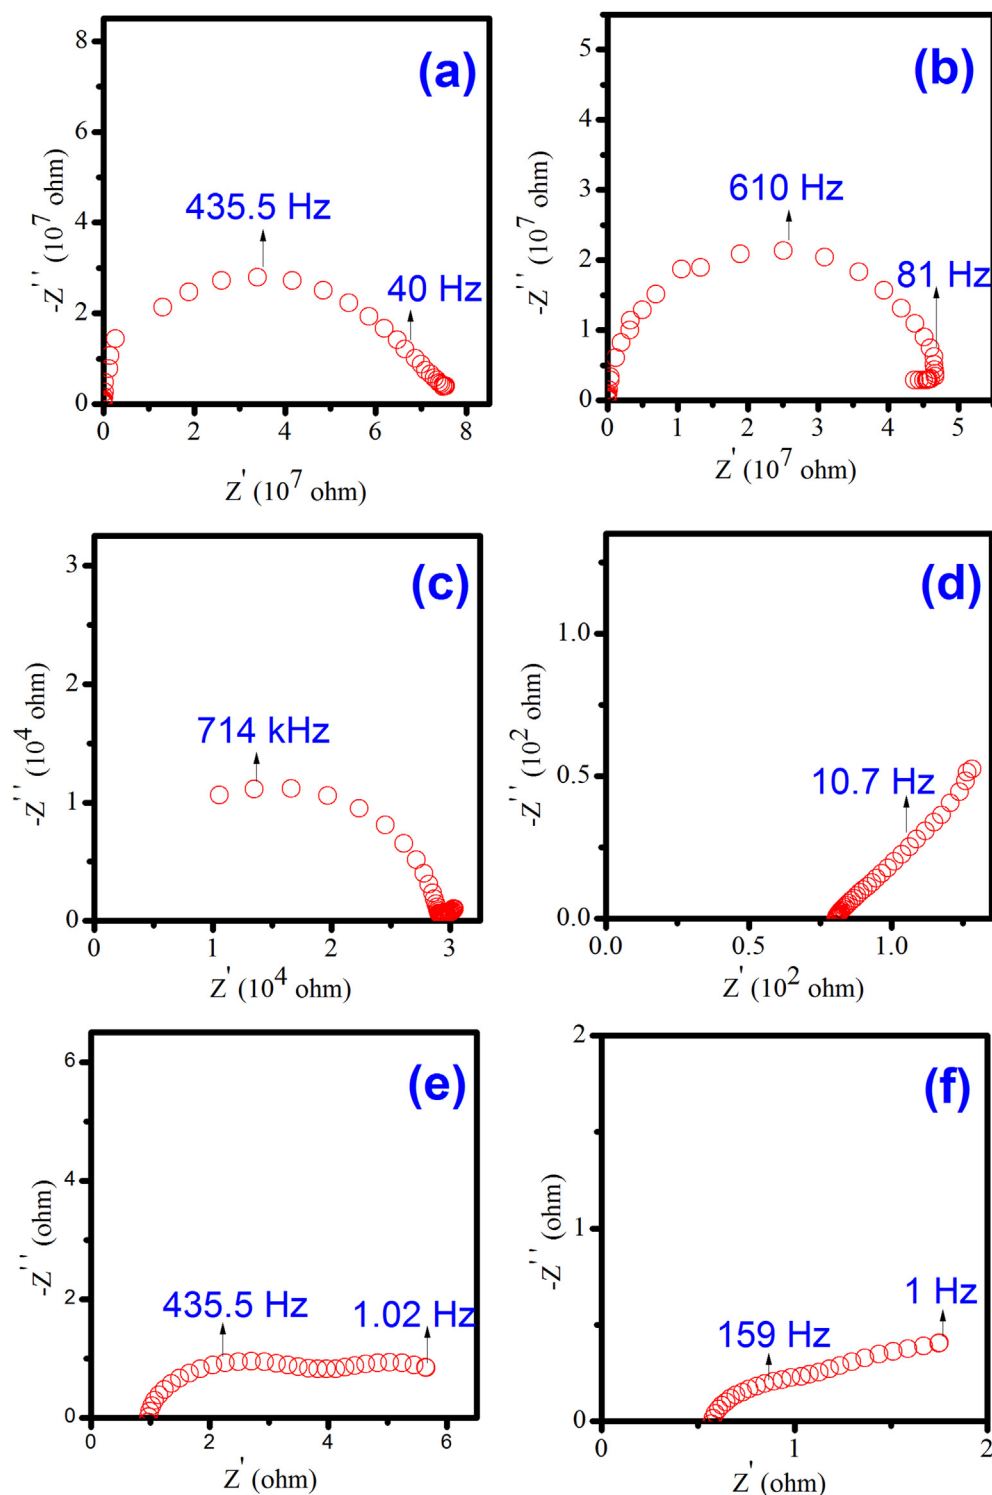 (a)
435.5 Hz
40 Hz
8
6
4
2
0
-Z'' (10^7 ohm)
0 2 4 6 8
Z' (10^7 ohm)
(b)
610 Hz
81 Hz
5
4
3
2
1
0
-Z'' (10^7 ohm)
0 1 2 3 4 5
Z' (10^7 ohm)
(c)
714 kHz
3
2
1
0
-Z'' (10^4 ohm)
0 1 2 3
Z' (10^4 ohm)
(d)
10.7 Hz
1.0
0.5
0.0
-Z'' (10^2 ohm)
0.0 0.5 1.0
Z' (10^2 ohm)
(e)
435.5 Hz
1.02 Hz
6
4
2
0
-Z'' (ohm)
0 2 4 6
Z' (ohm)
(f)
159 Hz
1 Hz
2
1
0
-Z'' (ohm)
0 1 2
Z' (ohm)